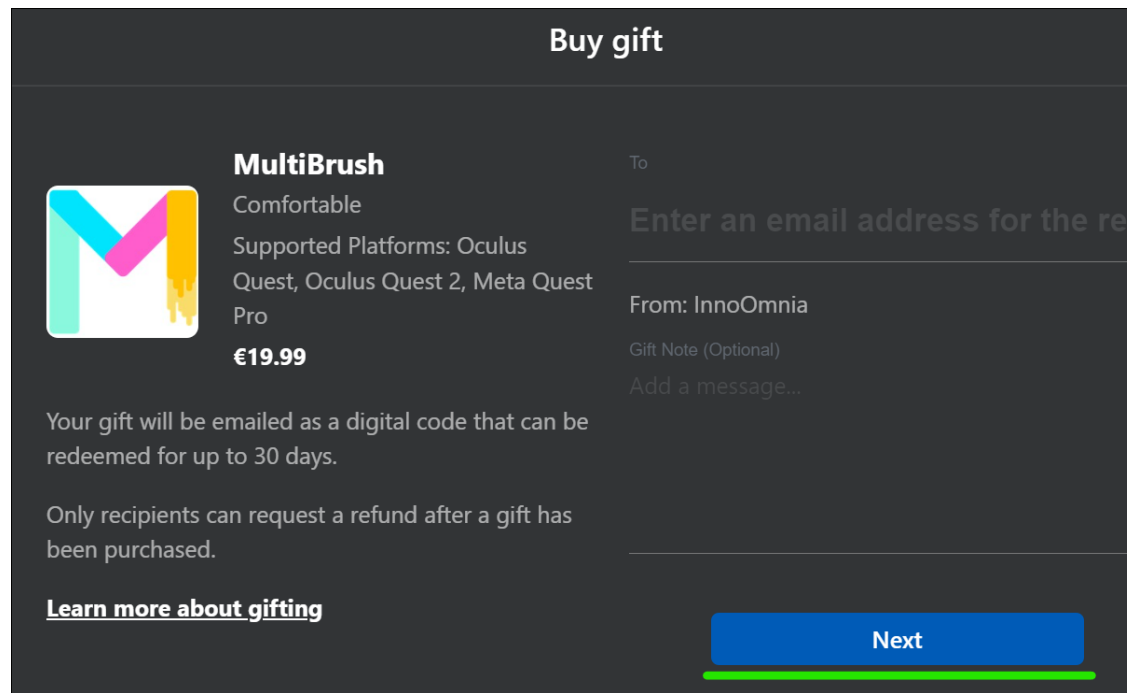 Buy gift
MultiBrush
Comfortable
Supported Platforms: Oculus
Quest, Oculus Quest 2, Meta Quest
Pro
€19.99
Your gift will be emailed as a digital code that can be
redeemed for up to 30 days.
Only recipients can request a refund after a gift has
been purchased.
Learn more about gifting
To
Enter an email address for the re
From: InnoOmnia
Gift Note (Optional)
Add a message...
Next